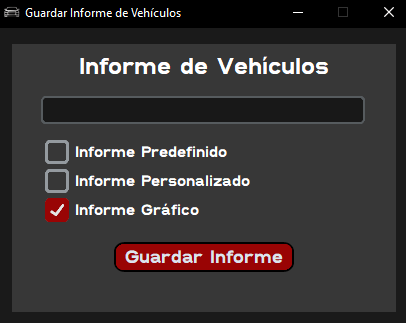 Guardar Informe de Vehículos
Informe de Vehículos
Informe Predefinido
Informe Personalizado
Informe Gráfico
Guardar Informe